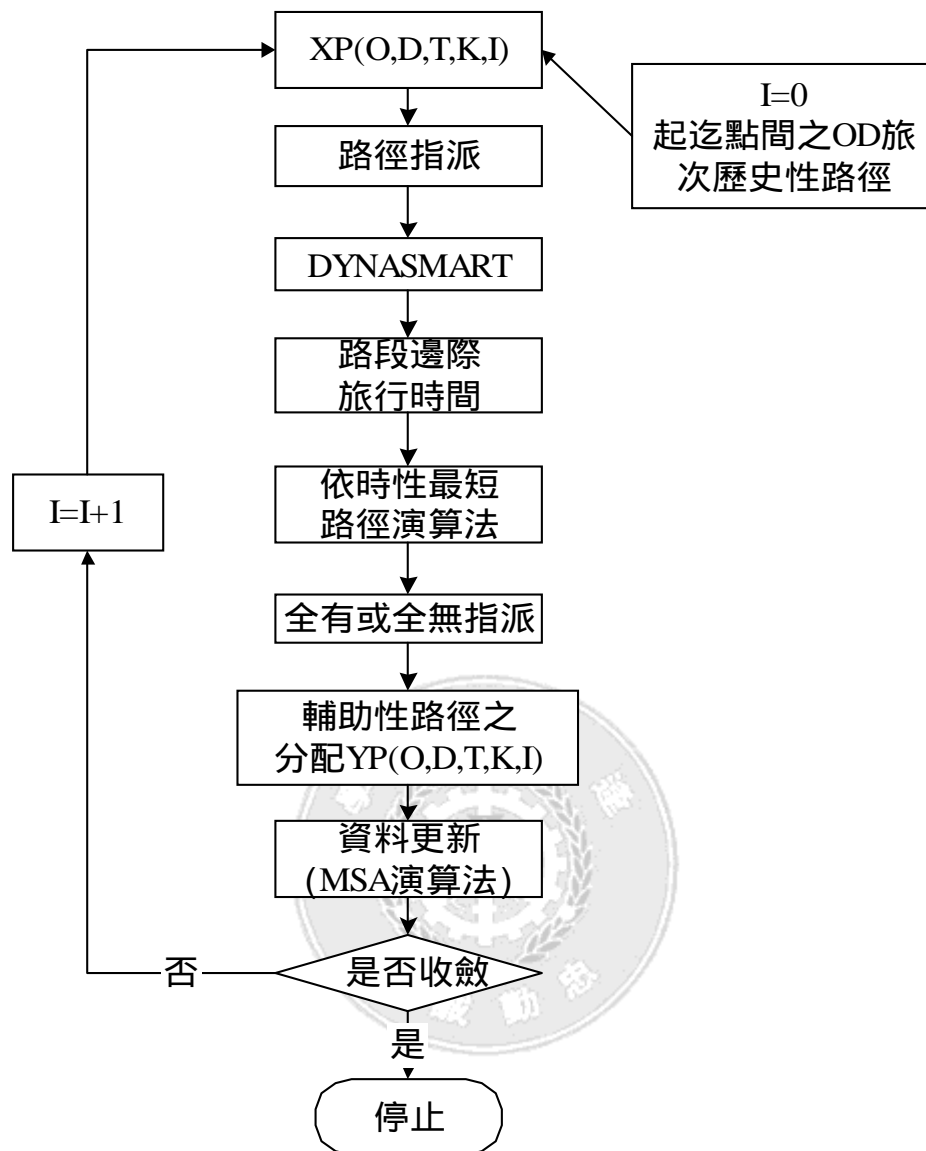 XP(O,D,T,K,I)
I=0
起迄點間之OD旅
次歷史性路徑
路徑指派
DYNASMART
路段邊際
旅行時間
依時性最短
路徑演算法
I=I+1
全有或全無指派
輔助性路徑之
分配YP(O,D,T,K,I)
資料更新
(MSA演算法)
否
是否收斂
是
停止